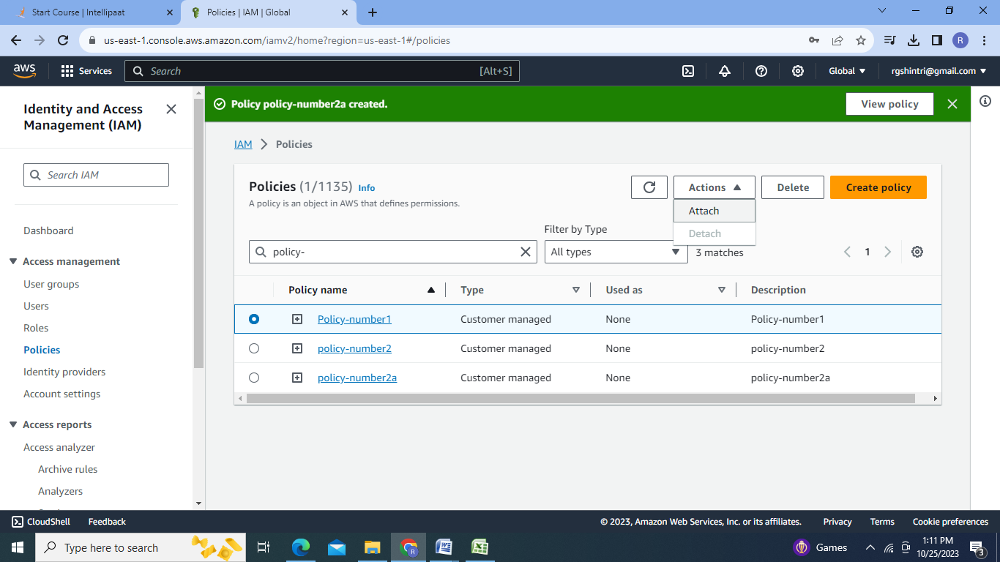 Start Course | Intellipaat
Policies | IAM | Global
us-east-1.console.aws.amazon.com/iamv2/home?region=us-east-1#/policies
R
aws
Services
Search
[Alt+S]
Global
rgshintri@gmail.com
Identity and Access
Management (IAM)
Search IAM
Dashboard
Access management
User groups
Users
Roles
Policies
Identity providers
Account settings
Access reports
Access analyzer
Archive rules
Analyzers
Policy policy-number2a created.
View policy
IAM > Policies
Policies (1/1135) Info
A policy is an object in AWS that defines permissions.
Actions
Delete
Create policy
Attach
Detach
Filter by Type
policy-
All types
3 matches
1
Policy name Type Used as Description
Policy-number1 Customer managed None Policy-number1
policy-number2 Customer managed None policy-number2
policy-number2a Customer managed None policy-number2a
CloudShell
Feedback
© 2023, Amazon Web Services, Inc. or its affiliates.
Privacy
Terms
Cookie preferences
Type here to search
R
Games
1:11 PM
10/25/2023
3